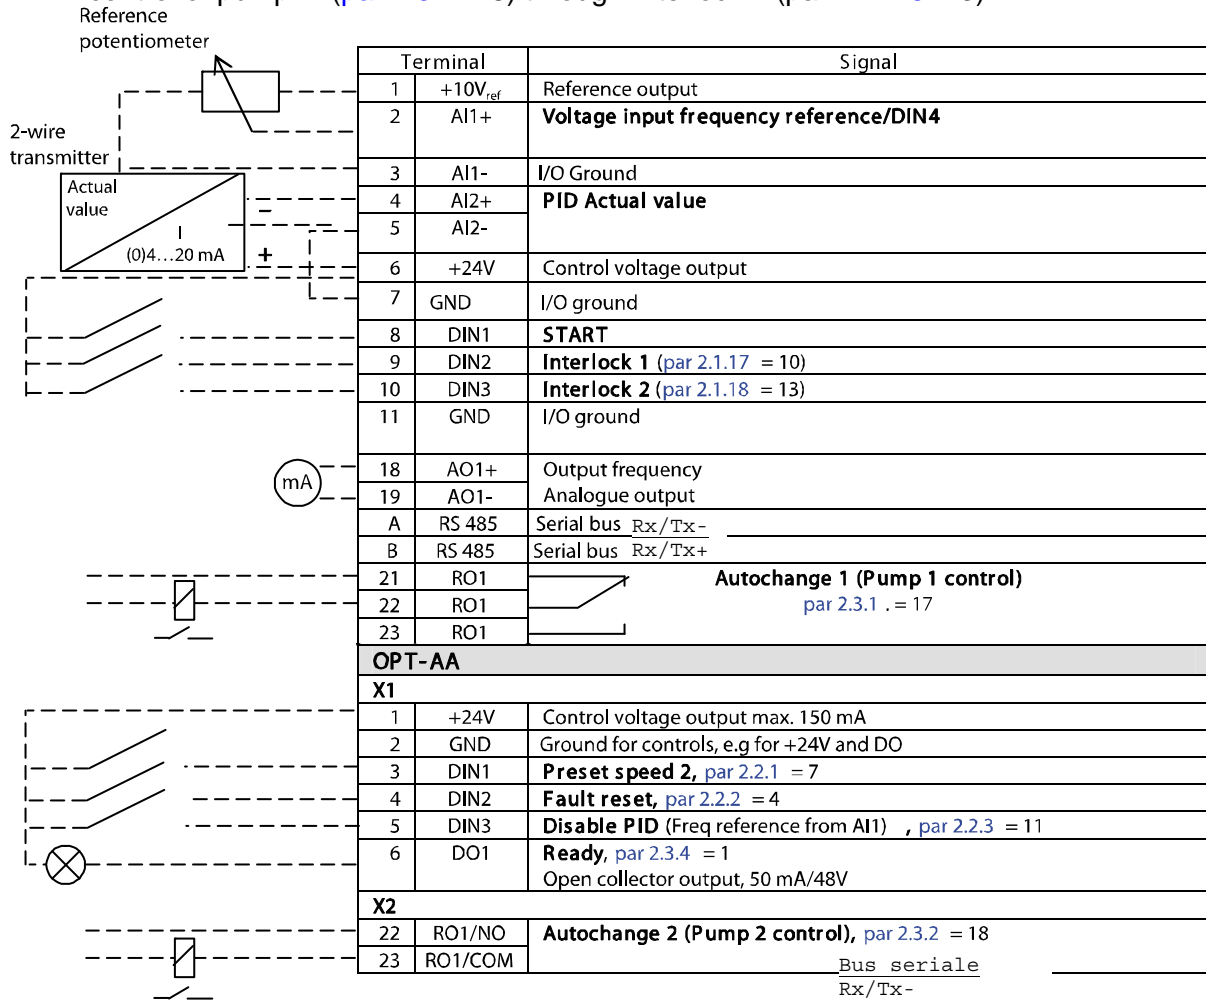 Reference
potentiometer
2-wire
transmitter
Actual
value
I
(0)4...20 mA
–
+
mA
Terminal Signal
1 +10Vref Reference output
2 AI1+ Voltage input frequency reference/DIN4
3 AI1- I/O Ground
4 AI2+ PID Actual value
5 AI2-
6 +24V Control voltage output
7 GND I/O ground
8 DIN1 START
9 DIN2 Interlock 1 (par 2.1.17 = 10)
10 DIN3 Interlock 2 (par 2.1.18 = 13)
11 GND I/O ground
18 AO1+ Output frequency
19 AO1- Analogue output
A RS 485 Serial bus Rx/Tx-
B RS 485 Serial bus Rx/Tx+
21 RO1 Autochange 1 (Pump 1 control)
22 RO1 par 2.3.1 . = 17
23 RO1
OPT-AA
X1
1 +24V Control voltage output max. 150 mA
2 GND Ground for controls, e.g for +24V and DO
3 DIN1 Preset speed 2, par 2.2.1 = 7
4 DIN2 Fault reset, par 2.2.2 = 4
5 DIN3 Disable PID (Freq reference from AI1) , par 2.2.3 = 11
6 DO1 Ready, par 2.3.4 = 1
Open collector output, 50 mA/48V
X2
22 RO1/NO Autochange 2 (Pump 2 control), par 2.3.2 = 18
23 RO1/COM
Bus seriale
Rx/Tx-